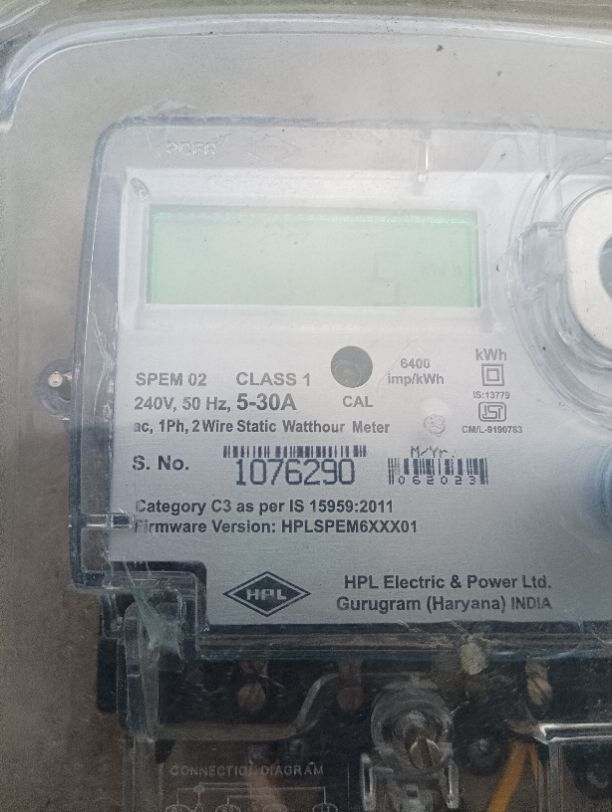 SPEM 02 CLASS 1
240V, 50 Hz, 5-30A
ac, 1Ph, 2 Wire Static Watthour Meter
CAL
6400
imp/kWh
kWh
IS:13779
ISI
CM/L-9190783
S. No. 1076290
M/Yr.
062023
Category C3 as per IS 15959:2011
Firmware Version: HPLSPEM6XXX01
HPL
HPL Electric & Power Ltd.
Gurugram (Haryana) INDIA
CONNECTION DIAGRAM